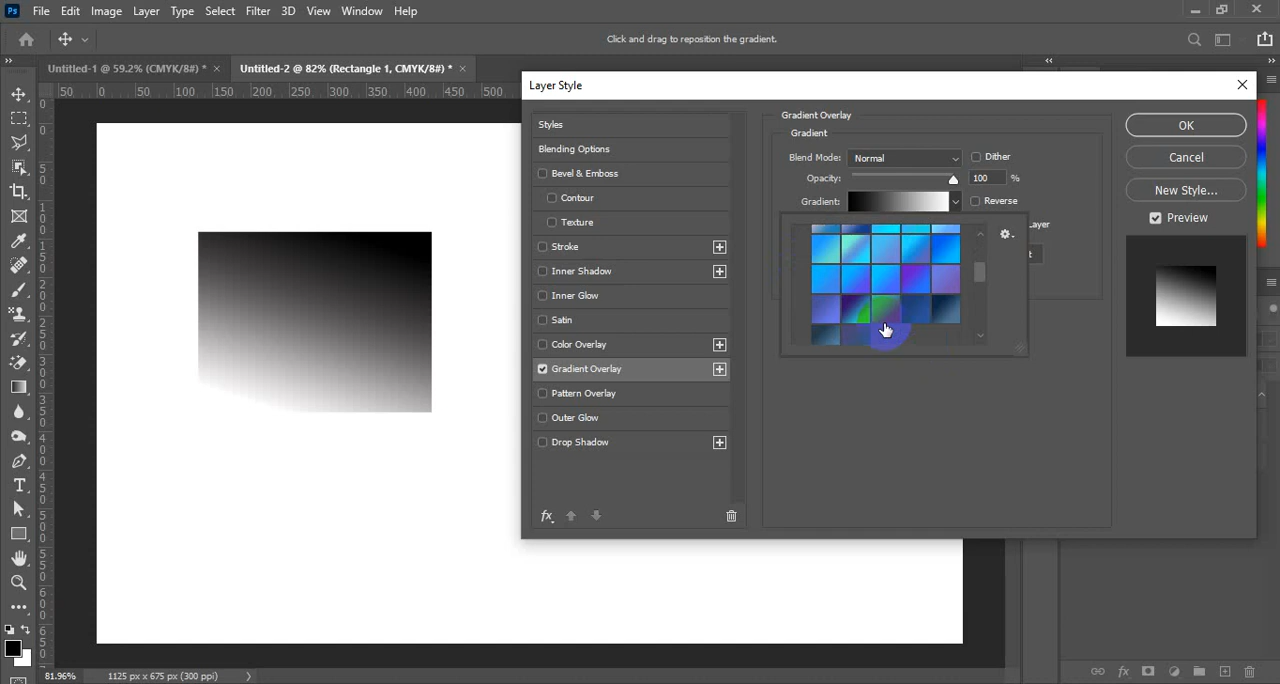 Ps File Edit Image Layer Type Select Filter 3D View Window Help
Click and drag to reposition the gradient.
Untitled-1 @ 59.2% (CMYK/8#) * × Untitled-2 @ 82% (Rectangle 1, CMYK/8#) * ×
50 0 50 100 150 200 250 300 350 400 450 500
Layer Style
Styles
Blending Options
Bevel & Emboss
Contour
Texture
Stroke
Inner Shadow
Inner Glow
Satin
Color Overlay
Gradient Overlay
Pattern Overlay
Outer Glow
Drop Shadow
fx
Gradient Overlay
Gradient
Blend Mode: Normal Dither
Opacity: 100 %
Gradient: Reverse
Layer
t
OK
Cancel
New Style...
Preview
81.96% 1125 px x 675 px (300 ppi)
fx